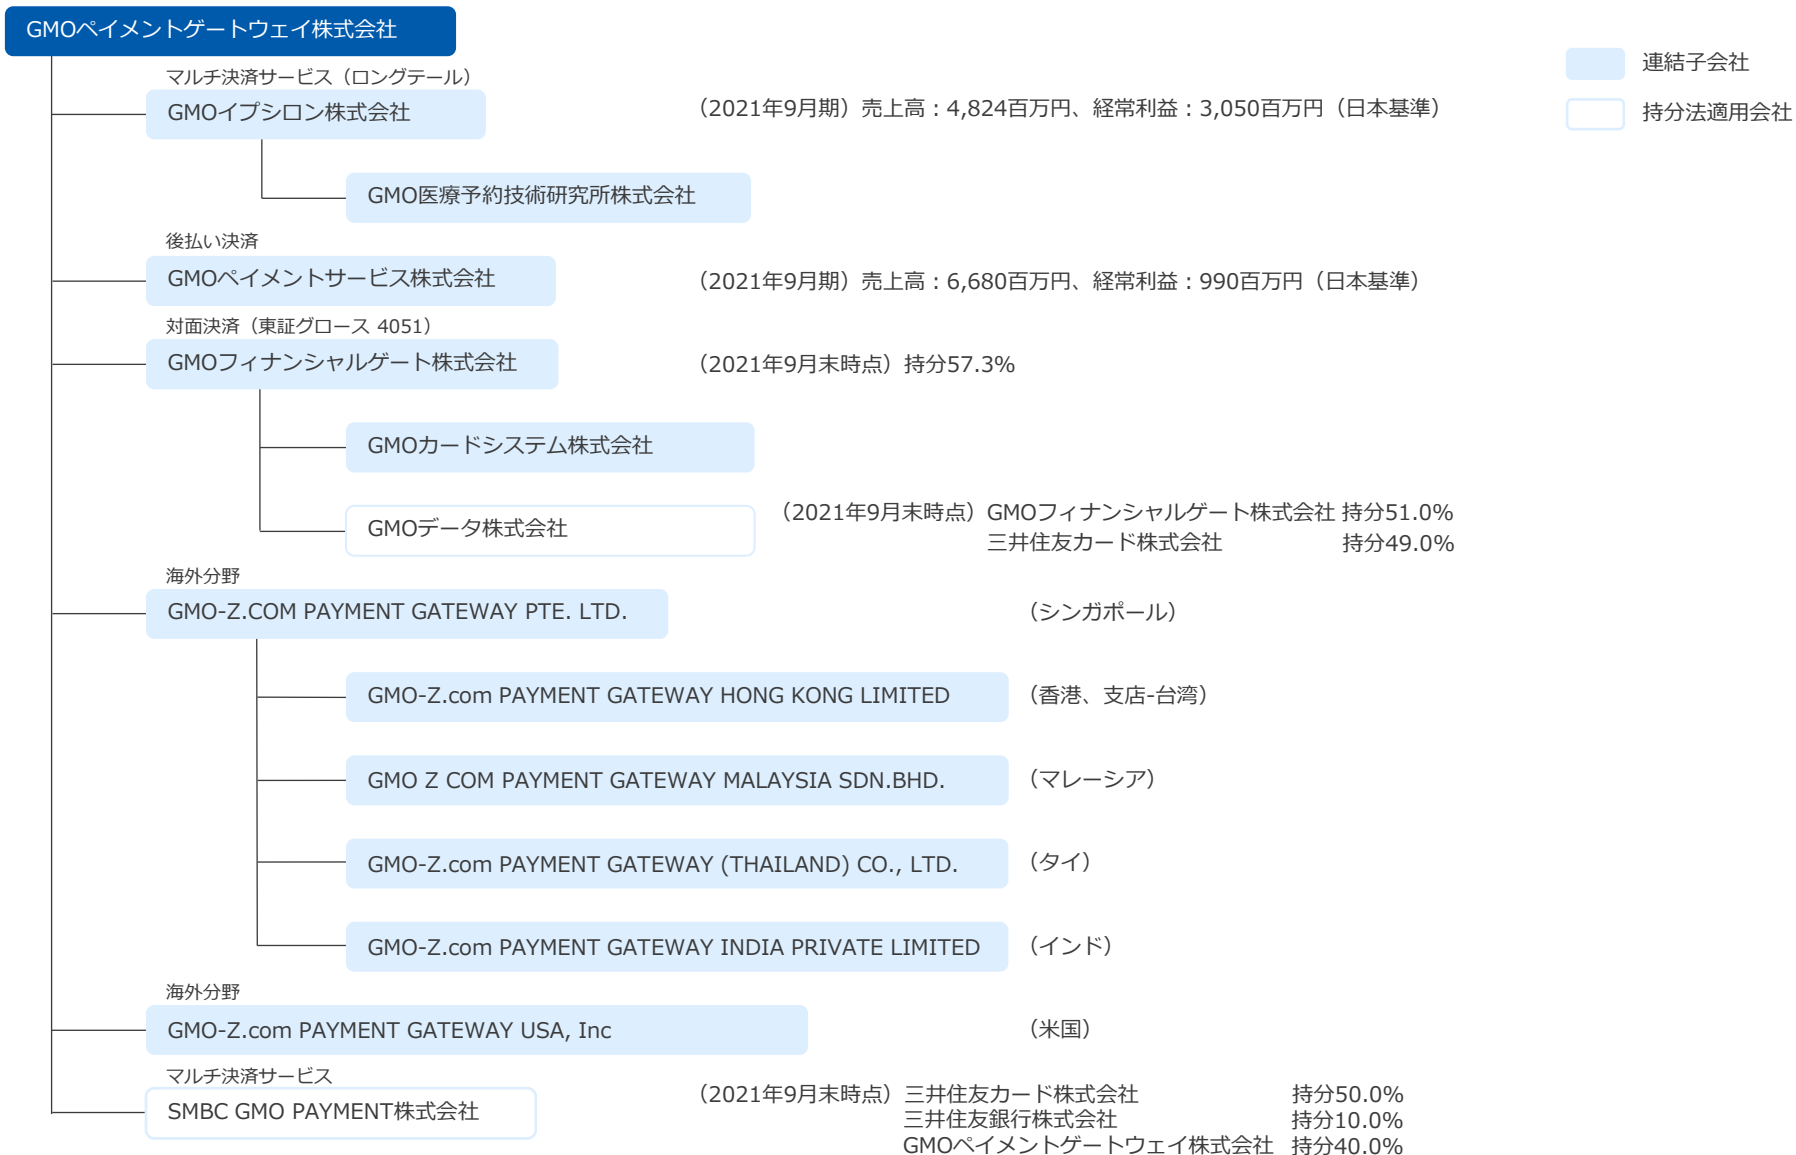 GMOペイメントゲートウェイ株式会社
連結子会社
持分法適用会社
マルチ決済サービス（ロングテール）
GMOイプシロン株式会社
（2021年9月期）売上高：4,824百万円、経常利益：3,050百万円（日本基準）
GMO医療予約技術研究所株式会社
後払い決済
GMOペイメントサービス株式会社
（2021年9月期）売上高：6,680百万円、経常利益：990百万円（日本基準）
対面決済（東証グロース 4051）
GMOフィナンシャルゲート株式会社
（2021年9月末時点）持分57.3%
GMOカードシステム株式会社
GMOデータ株式会社
（2021年9月末時点）GMOフィナンシャルゲート株式会社 持分51.0%
三井住友カード株式会社 持分49.0%
海外分野
GMO-Z.COM PAYMENT GATEWAY PTE. LTD.
（シンガポール）
GMO-Z.com PAYMENT GATEWAY HONG KONG LIMITED
（香港、支店-台湾）
GMO Z COM PAYMENT GATEWAY MALAYSIA SDN.BHD.
（マレーシア）
GMO-Z.com PAYMENT GATEWAY (THAILAND) CO., LTD.
（タイ）
GMO-Z.com PAYMENT GATEWAY INDIA PRIVATE LIMITED
（インド）
海外分野
GMO-Z.com PAYMENT GATEWAY USA, Inc
（米国）
マルチ決済サービス
SMBC GMO PAYMENT株式会社
（2021年9月末時点）三井住友カード株式会社 持分50.0%
三井住友銀行株式会社 持分10.0%
GMOペイメントゲートウェイ株式会社 持分40.0%